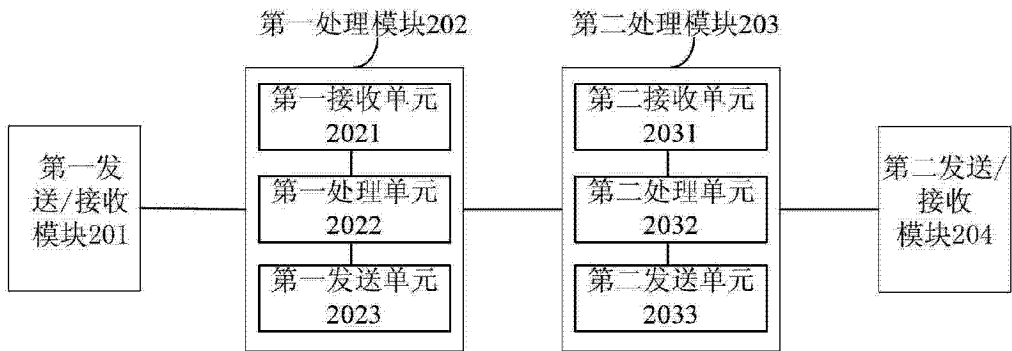 第一处理模块202
第二处理模块203
第一发
送/接收
模块201
第一接收单元
2021
第一处理单元
2022
第一发送单元
2023
第二接收单元
2031
第二处理单元
2032
第二发送单元
2033
第二发送/
接收
模块204